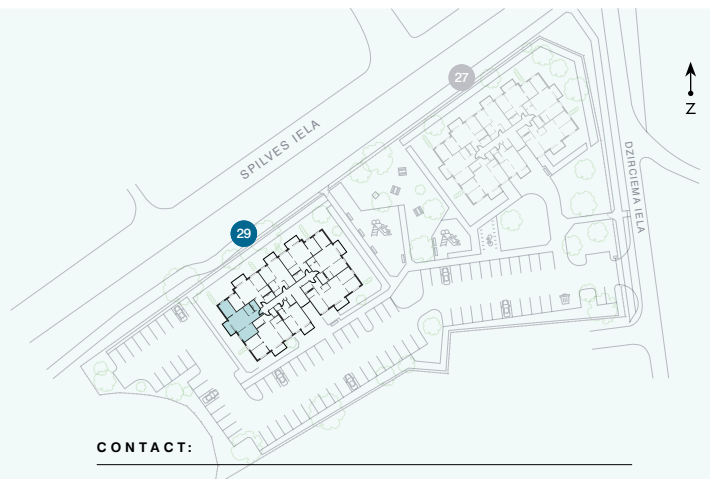 27
Z
SPILVES IELA
DZIRCIEMA IELA
29
CONTACT: